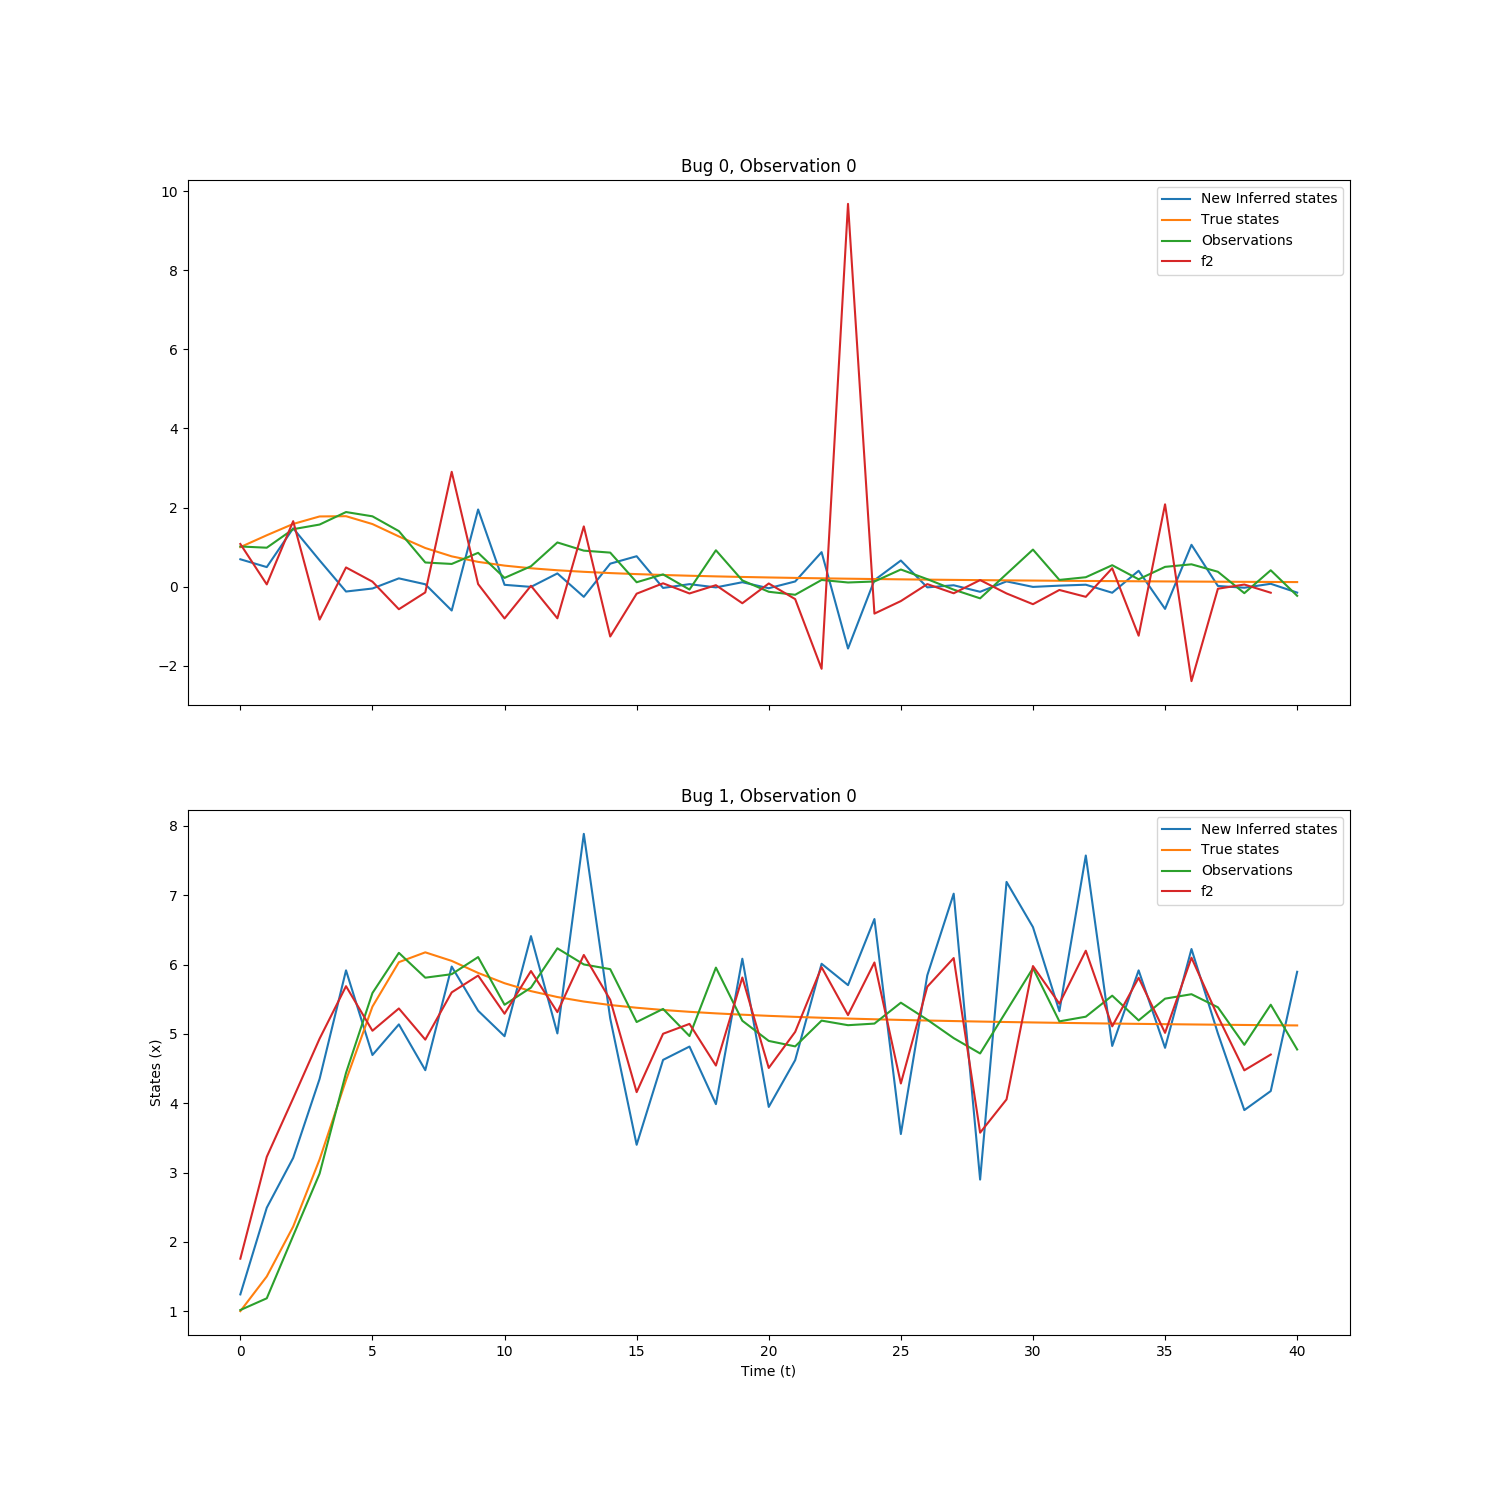 Bug 0, Observation 0
10
8
6
4
2
0
−2
New Inferred states
True states
Observations
f2
Bug 1, Observation 0
8
7
6
5
4
3
2
1
States (x)
New Inferred states
True states
Observations
f2
0 5 10 15 20 25 30 35 40
Time (t)